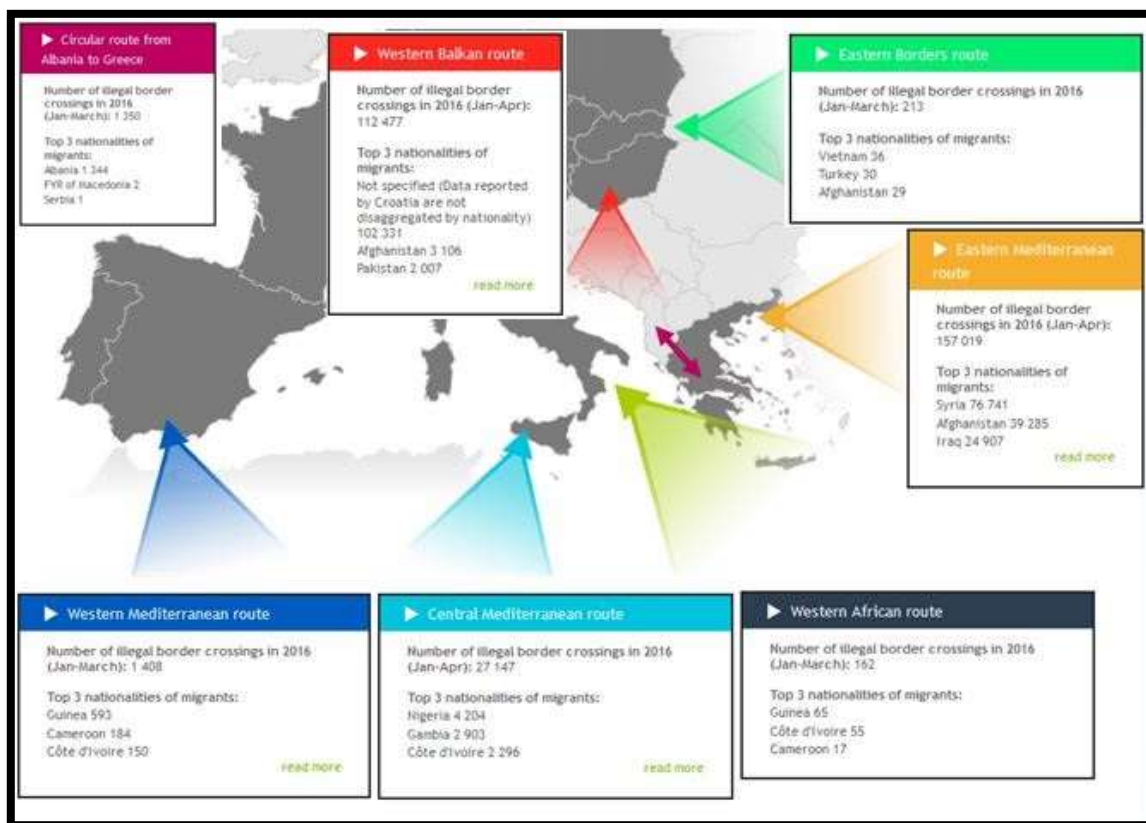 ▶ Circular route from
Albania to Greece
Number of illegal border
crossings in 2016
(Jan-March): 1 350
Top 3 nationalities of
migrants:
Abania 1 344
FYR of Macedonia 2
Serbia 1
▶ Western Balkan route
Number of illegal border
crossings in 2016 (Jan-Apr):
112 477
Top 3 nationalities of
migrants:
Not specified (Data reported
by Croatia are not
disaggregated by nationality)
102 331
Afghanistan 3 106
Pakistan 2 007
read more
▶ Eastern Borders route
Number of illegal border crossings in 2016
(Jan-March): 213
Top 3 nationalities of migrants:
Vietnam 36
Turkey 30
Afghanistan 29
▶ Eastern Mediterranean
route
Number of illegal border
crossings in 2016 (Jan-Apr):
157 019
Top 3 nationalities of
migrants:
Syria 76 741
Afghanistan 39 285
Iraq 24 907
read more
▶ Western Mediterranean route
Number of illegal border crossings in 2016
(Jan-March): 1 408
Top 3 nationalities of migrants:
Guinea 593
Cameroon 184
Côte d'Ivoire 150
read more
▶ Central Mediterranean route
Number of illegal border crossings in 2016
(Jan-Apr): 27 147
Top 3 nationalities of migrants:
Nigeria 4 204
Gambia 2 903
Côte d'Ivoire 2 296
read more
▶ Western African route
Number of illegal border crossings in 2016
(Jan-March): 162
Top 3 nationalities of migrants:
Guinea 65
Côte d'Ivoire 55
Cameroon 17